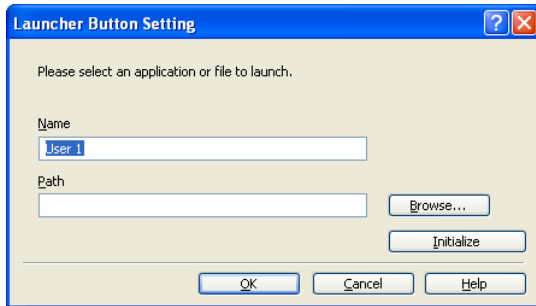 Launcher Button Setting
Please select an application or file to launch.
Name
User 1
Path
Browse...
Initialize
OK Cancel Help